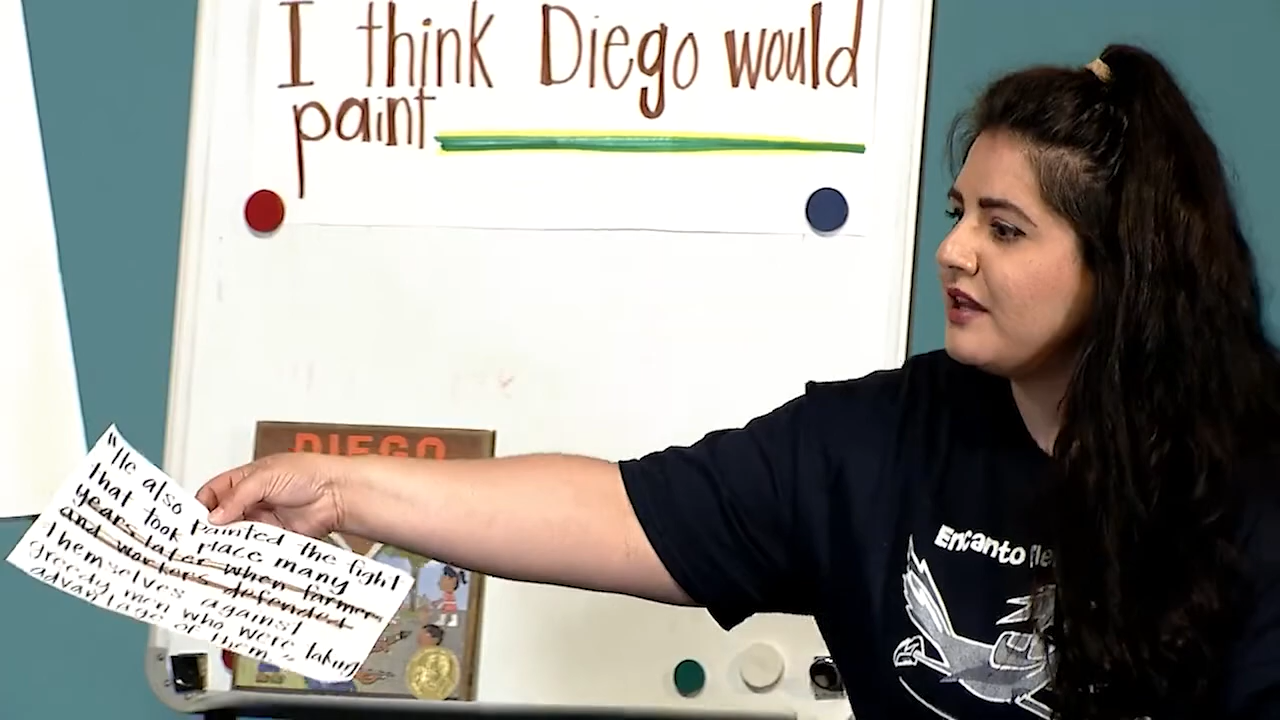 I think Diego would
paint
DIEGO
"He also painted the fight
that took place many
years later when farmers
and workers defended
themselves against
greedy men who were taking
advantage of them."
Encanto